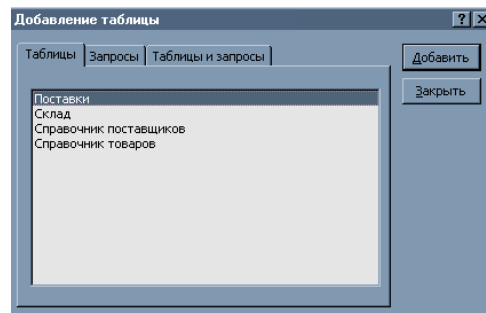 Добавление таблицы
Таблицы Запросы Таблицы и запросы
Добавить
Закрыть
Поставки
Склад
Справочник поставщиков
Справочник товаров